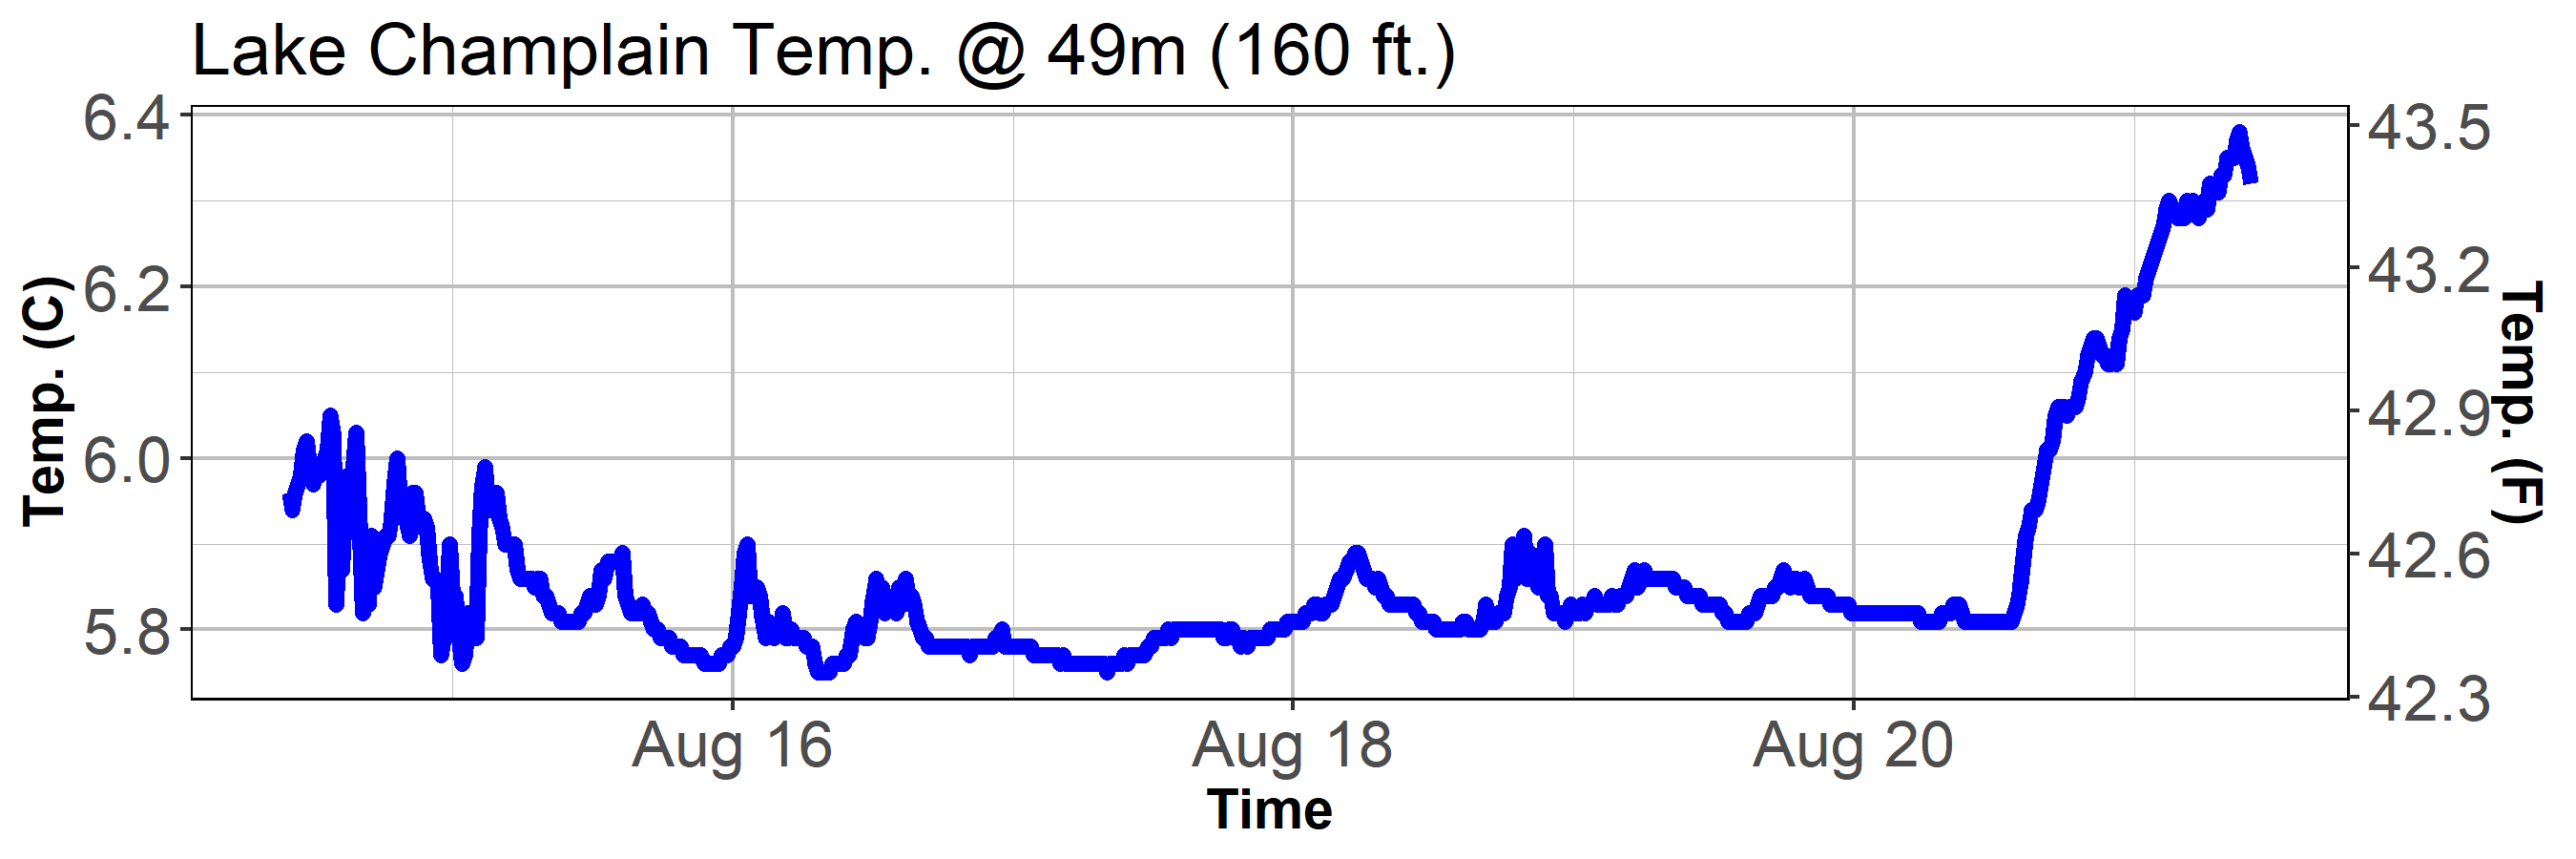 Lake Champlain Temp. @ 49m (160 ft.)
6.4
6.2
6.0
5.8
Temp. (C)
43.5
43.2
42.9
42.6
42.3
Temp. (F)
Aug 16
Aug 18
Aug 20
Time